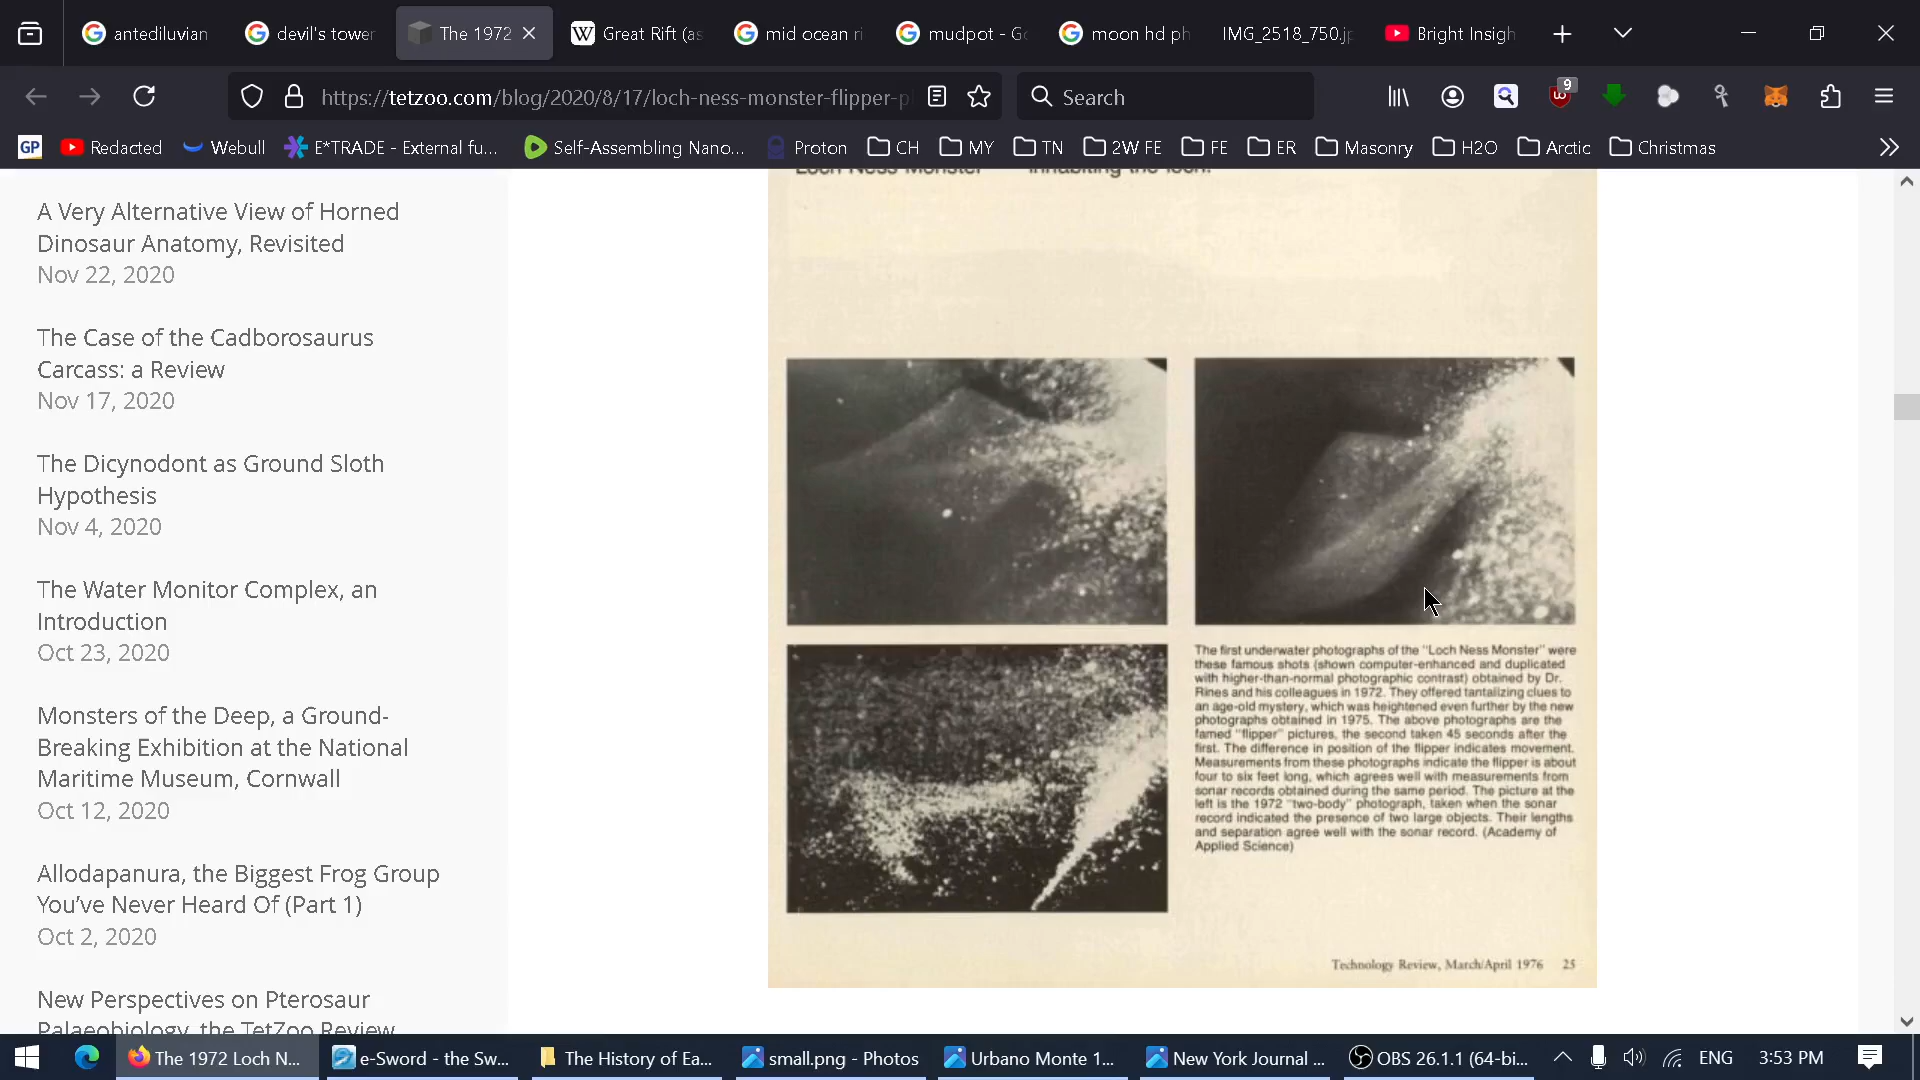 antediluvian
devil's tower
The 1972
Great Rift (as
mid ocean ri
mudpot - Go
moon hd ph
IMG_2518_750.j
Bright Insigh
https://tetzoo.com/blog/2020/8/17/loch-ness-monster-flipper-p
Search
9
GP
Redacted
Webull
E*TRADE - External fu...
Self-Assembling Nano...
Proton
CH
MY
TN
2W FE
FE
ER
Masonry
H2O
Arctic
Christmas
A Very Alternative View of Horned
Dinosaur Anatomy, Revisited
Nov 22, 2020
The Case of the Cadborosaurus
Carcass: a Review
Nov 17, 2020
The Dicynodont as Ground Sloth
Hypothesis
Nov 4, 2020
The Water Monitor Complex, an
Introduction
Oct 23, 2020
Monsters of the Deep, a Ground-
Breaking Exhibition at the National
Maritime Museum, Cornwall
Oct 12, 2020
Allodapanura, the Biggest Frog Group
You've Never Heard Of (Part 1)
Oct 2, 2020
New Perspectives on Pterosaur
Palaeobiology, the TetZoo Review
Loch Ness Monster inhabiting the loch.
The first underwater photographs of the "Loch Ness Monster" were
these famous shots (shown computer-enhanced and duplicated
with higher-than-normal photographic contrast) obtained by Dr.
Rines and his colleagues in 1972. They offered tantalizing clues to
an age-old mystery, which was heightened even further by the new
photographs obtained in 1975. The above photographs are the
famed "flipper" pictures, the second taken 45 seconds after the
first. The difference in position of the flipper indicates movement.
Measurements from these photographs indicate the flipper is about
four to six feet long, which agrees well with measurements from
sonar records obtained during the same period. The picture at the
left is the 1972 "two-body" photograph, taken when the sonar
record indicated the presence of two large objects. Their lengths
and separation agree well with the sonar record. (Academy of
Applied Science)
Technology Review, March/April 1976 25
The 1972 Loch N...
e-Sword - the Sw...
The History of Ea...
small.png - Photos
Urbano Monte 1...
New York Journal ...
OBS 26.1.1 (64-bi...
ENG
3:53 PM